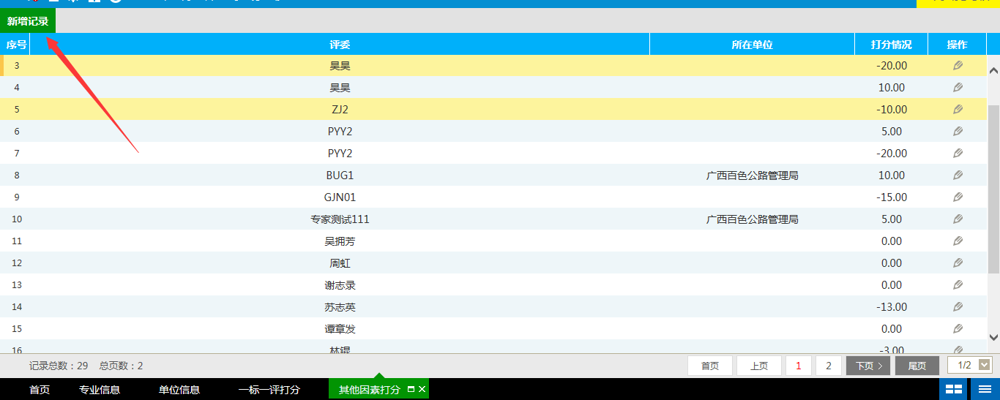 新增记录
序号 评委 所在单位 打分情况 操作
3 昊昊 -20.00
4 昊昊 10.00
5 ZJ2 -10.00
6 PYY2 5.00
7 PYY2 -20.00
8 BUG1 广西百色公路管理局 10.00
9 GJN01 -15.00
10 专家测试111 广西百色公路管理局 5.00
11 吴拥芳 0.00
12 周虹 0.00
13 谢志录 0.00
14 苏志英 -13.00
15 谭章发 0.00
16 林锟 -3.00
记录总数：29 总页数：2 首页 上页 1 2 下页 尾页 1/2
首页 专业信息 单位信息 一标一评打分 其他因素打分